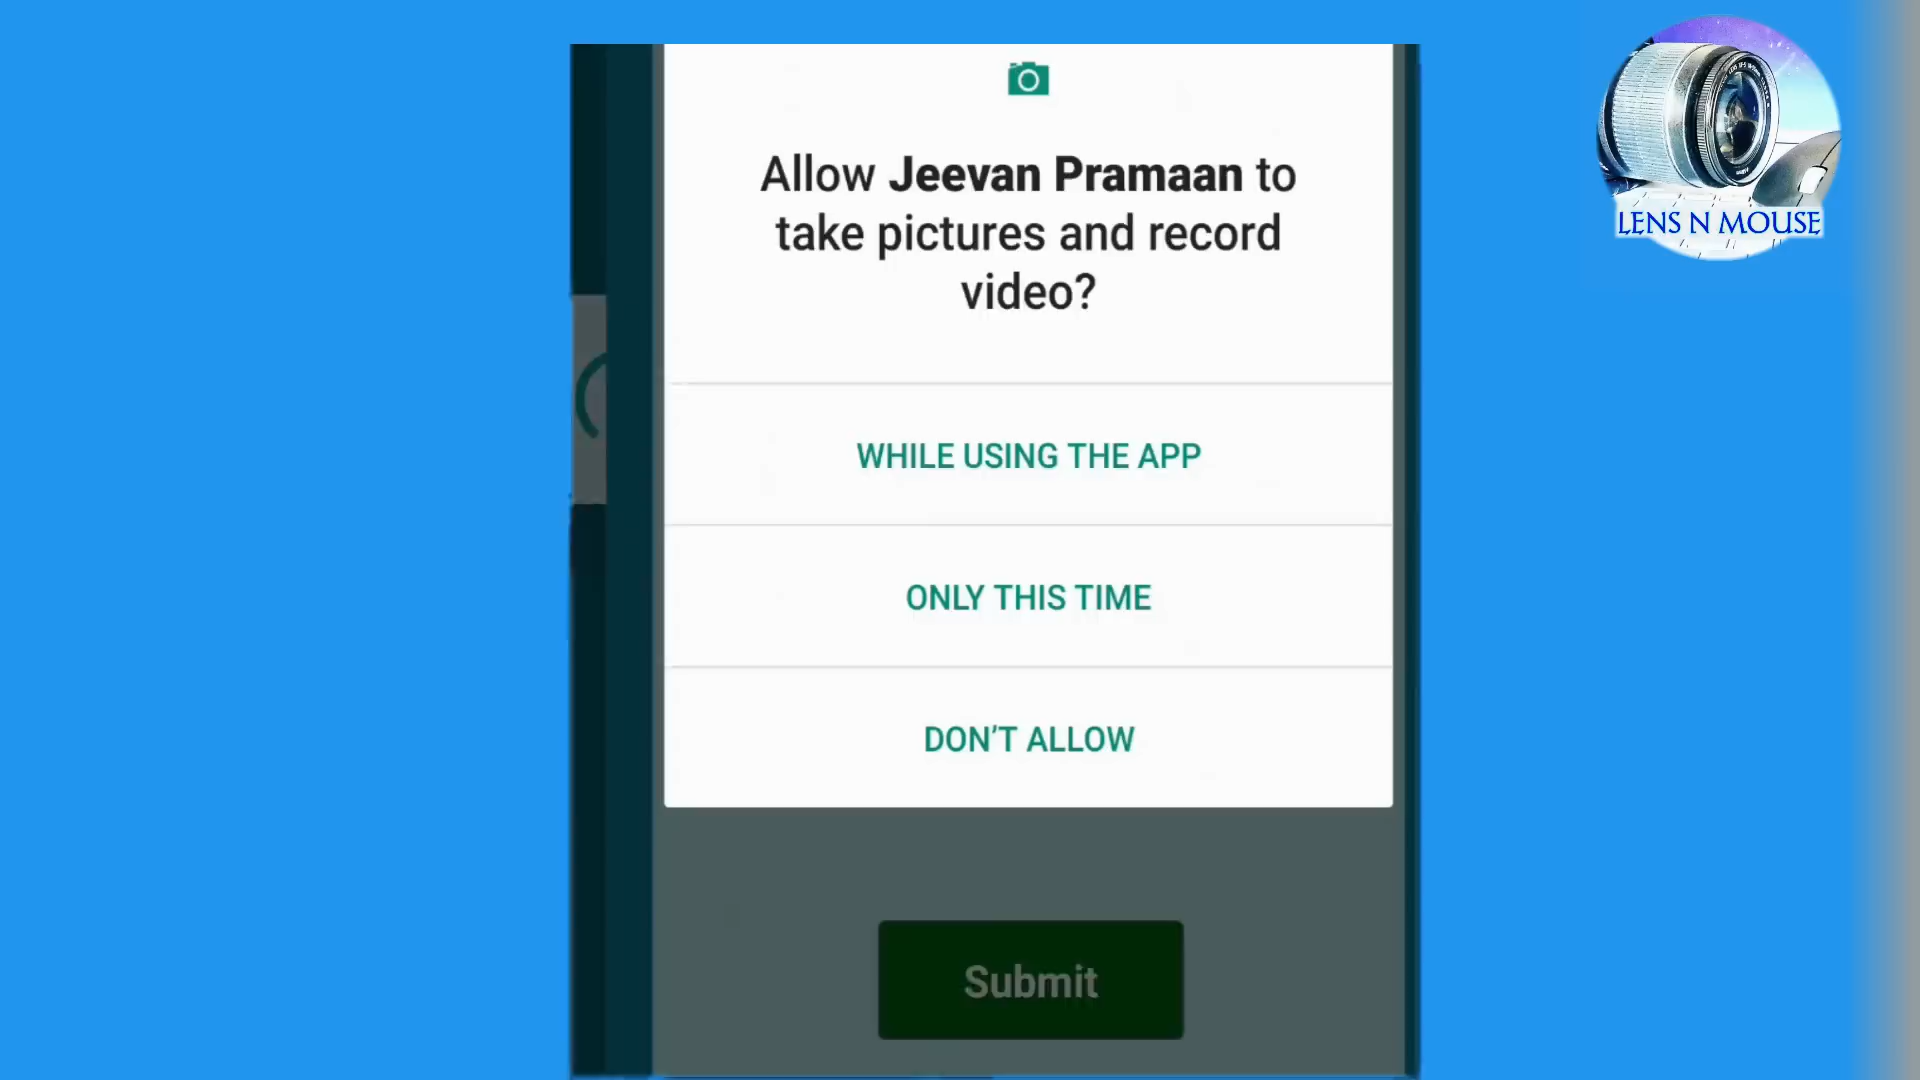 LENS N MOUSE
Allow Jeevan Pramaan to
take pictures and record
video?
WHILE USING THE APP
ONLY THIS TIME
DON’T ALLOW
Submit